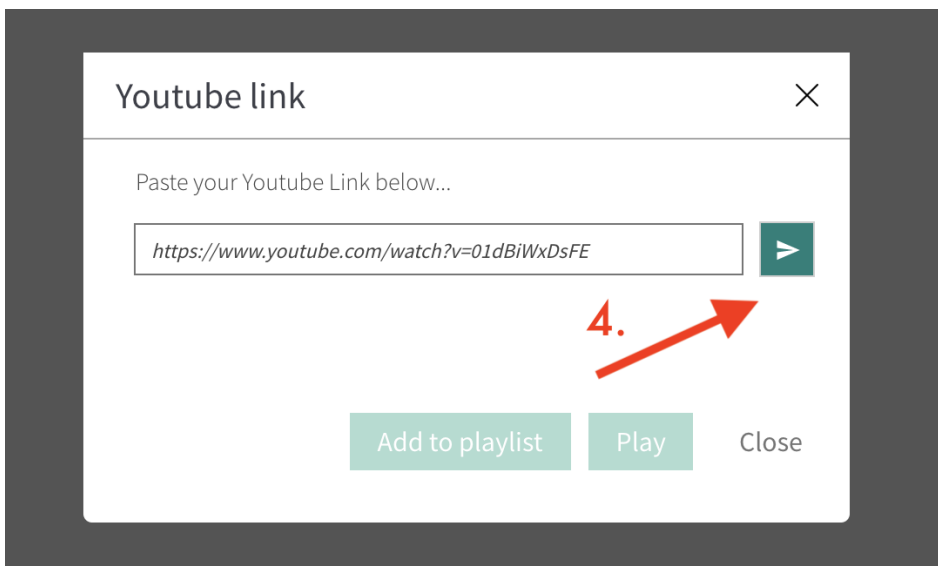 Youtube link
Paste your Youtube Link below...
https://www.youtube.com/watch?v=01dBiWxDsFE
4.
Add to playlist Play Close